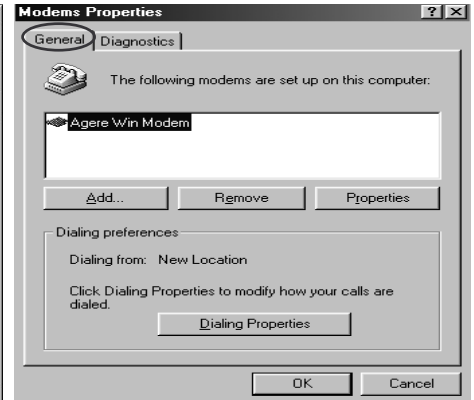 Modems Properties
General Diagnostics
The following modems are set up on this computer:
Agere Win Modem
Add... Remove Properties
Dialing preferences
Dialing from: New Location
Click Dialing Properties to modify how your calls are
dialed.
Dialing Properties
OK Cancel